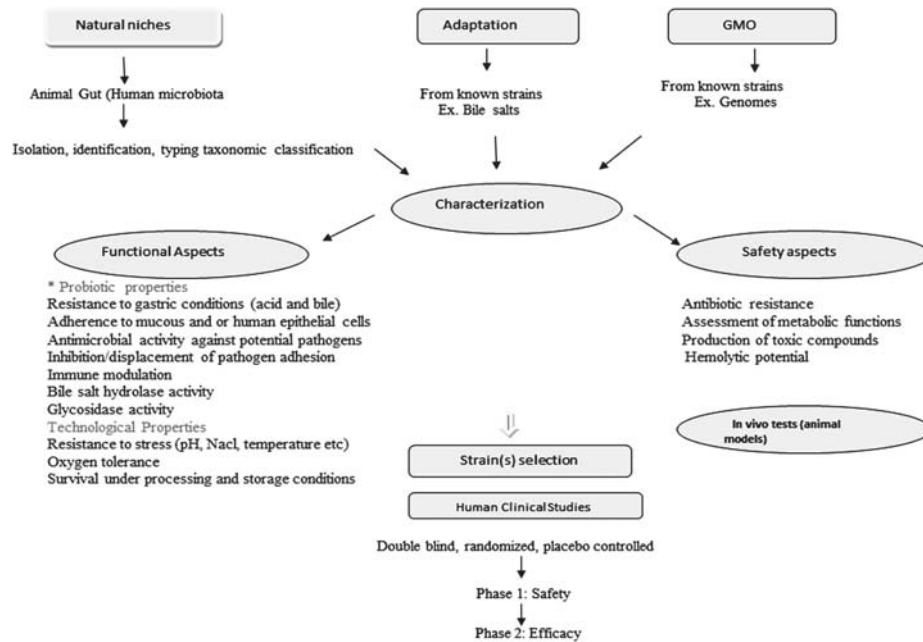 Natural niches
Adaptation
GMO
Animal Gut (Human microbiota
From known strains
Ex. Bile salts
From known strains
Ex. Genomes
Isolation, identification, typing taxonomic classification
Characterization
Functional Aspects
Safety aspects
* Probiotic properties
Resistance to gastric conditions (acid and bile)
Adherence to mucous and or human epithelial cells
Antimicrobial activity against potential pathogens
Inhibition/displacement of pathogen adhesion
Immune modulation
Bile salt hydrolase activity
Glycosidase activity
Technological Properties
Resistance to stress (pH, Nacl, temperature etc)
Oxygen tolerance
Survival under processing and storage conditions
Antibiotic resistance
Assessment of metabolic functions
Production of toxic compounds
Hemolytic potential
In vivo tests (animal
models)
Strain(s) selection
Human Clinical Studies
Double blind, randomized, placebo controlled
Phase 1: Safety
Phase 2: Efficacy